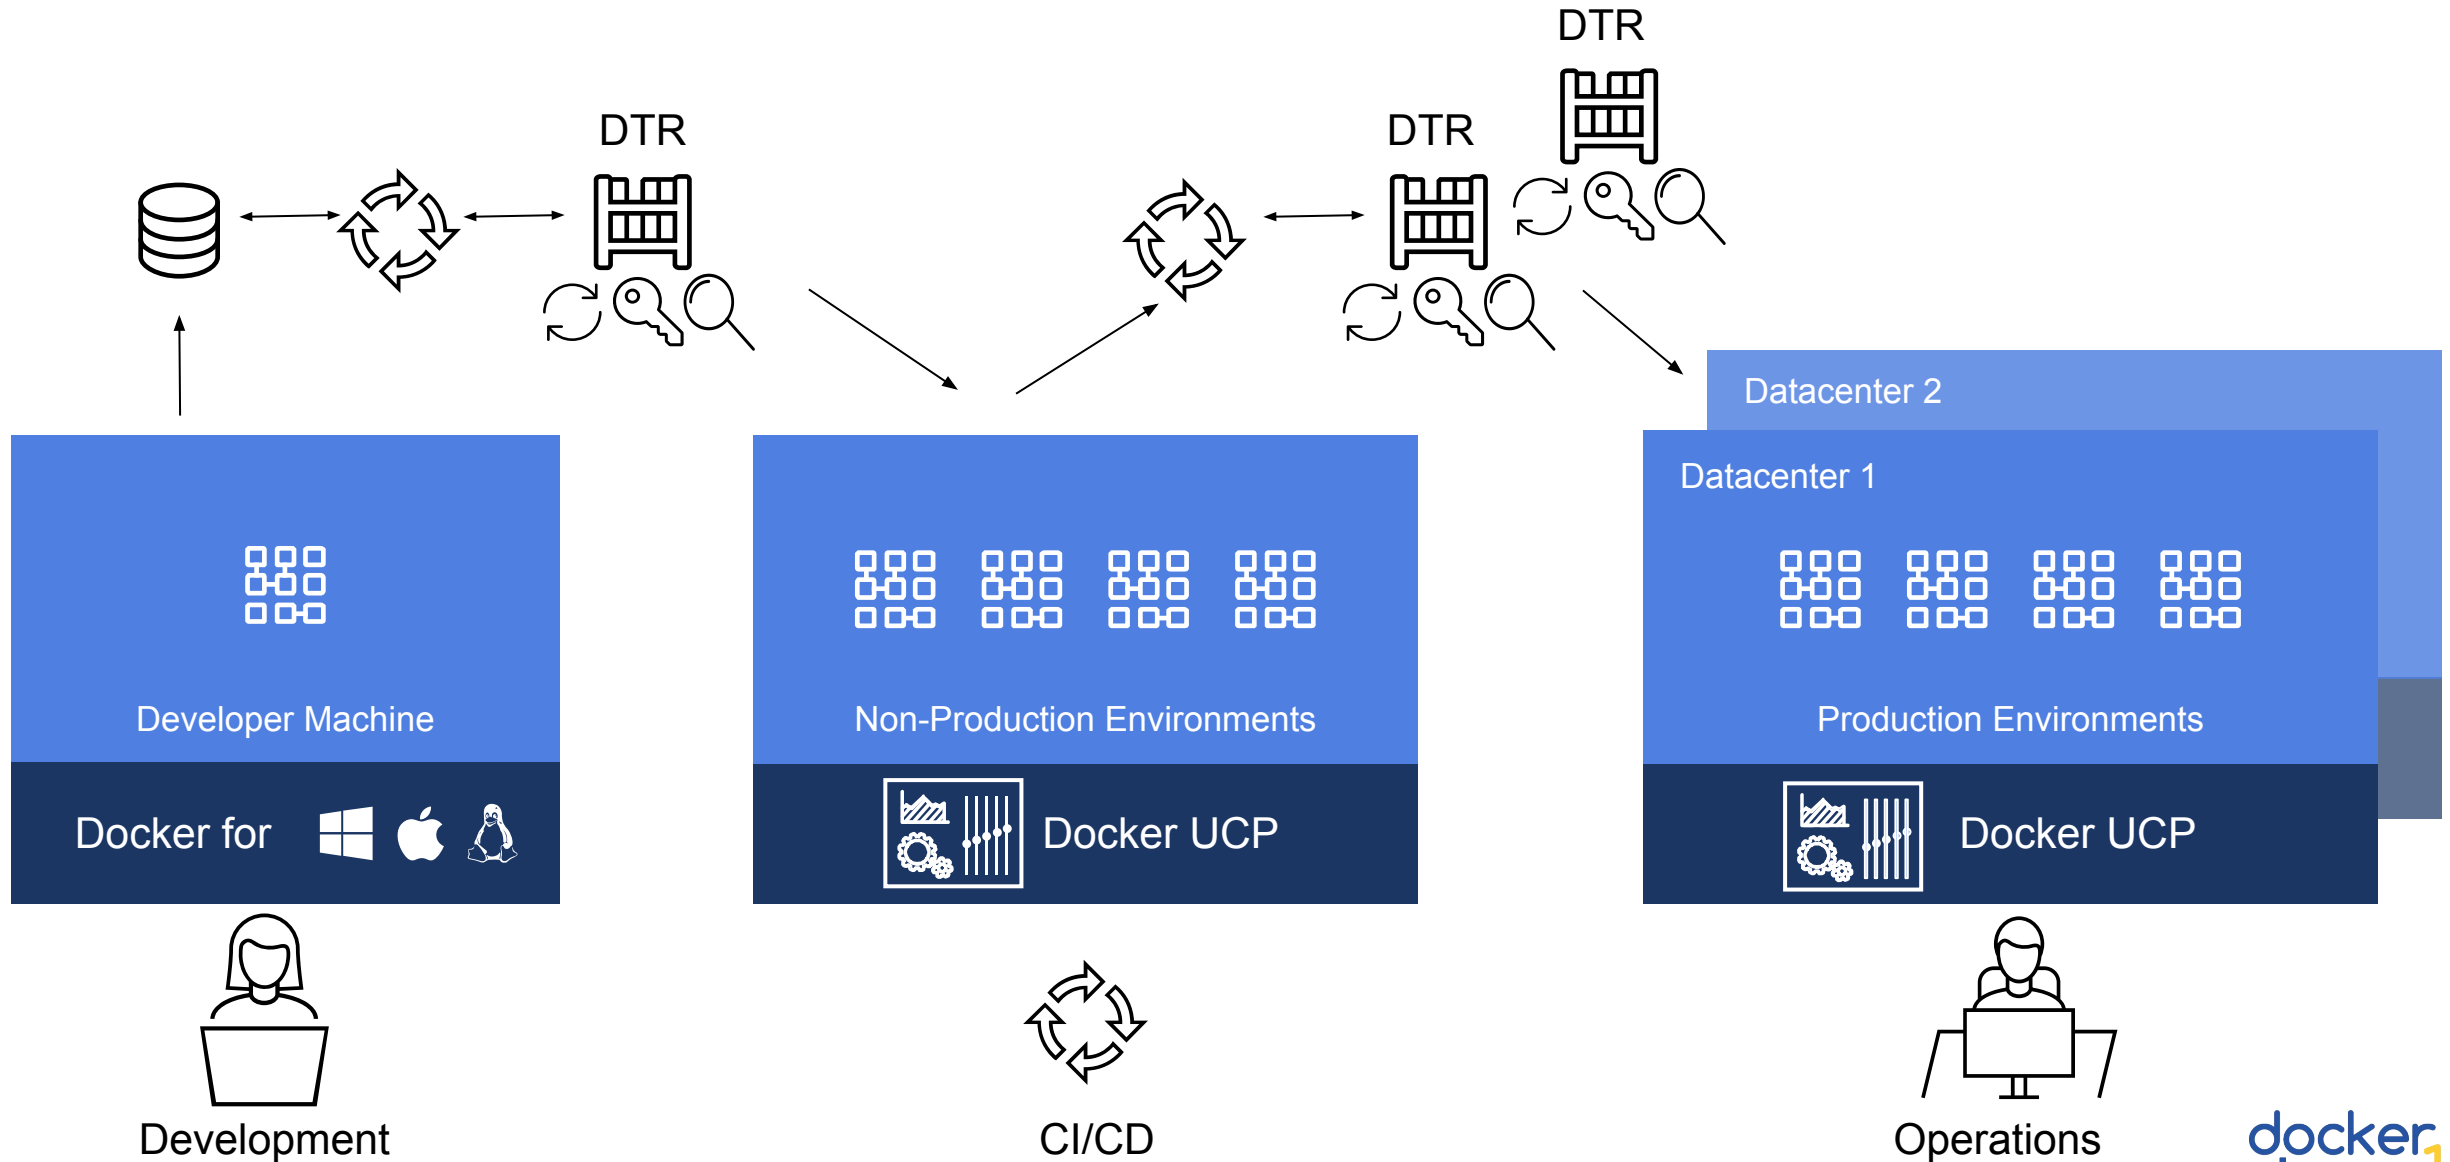 DTR
DTR
DTR
Datacenter 2
Datacenter 1
Developer Machine
Non-Production Environments
Production Environments
Docker for
Docker UCP
Docker UCP
Development
CI/CD
Operations
docker